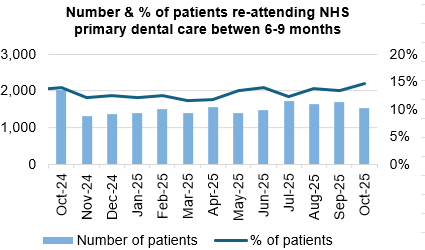 Number & % of patients re-attending NHS
primary dental care betwen 6-9 months
3,000
2,000
1,000
0
20%
15%
10%
5%
0%
Oct-24
Nov-24
Dec-24
Jan-25
Feb-25
Mar-25
Apr-25
May-25
Jun-25
Jul-25
Aug-25
Sep-25
Oct-25
Number of patients
% of patients